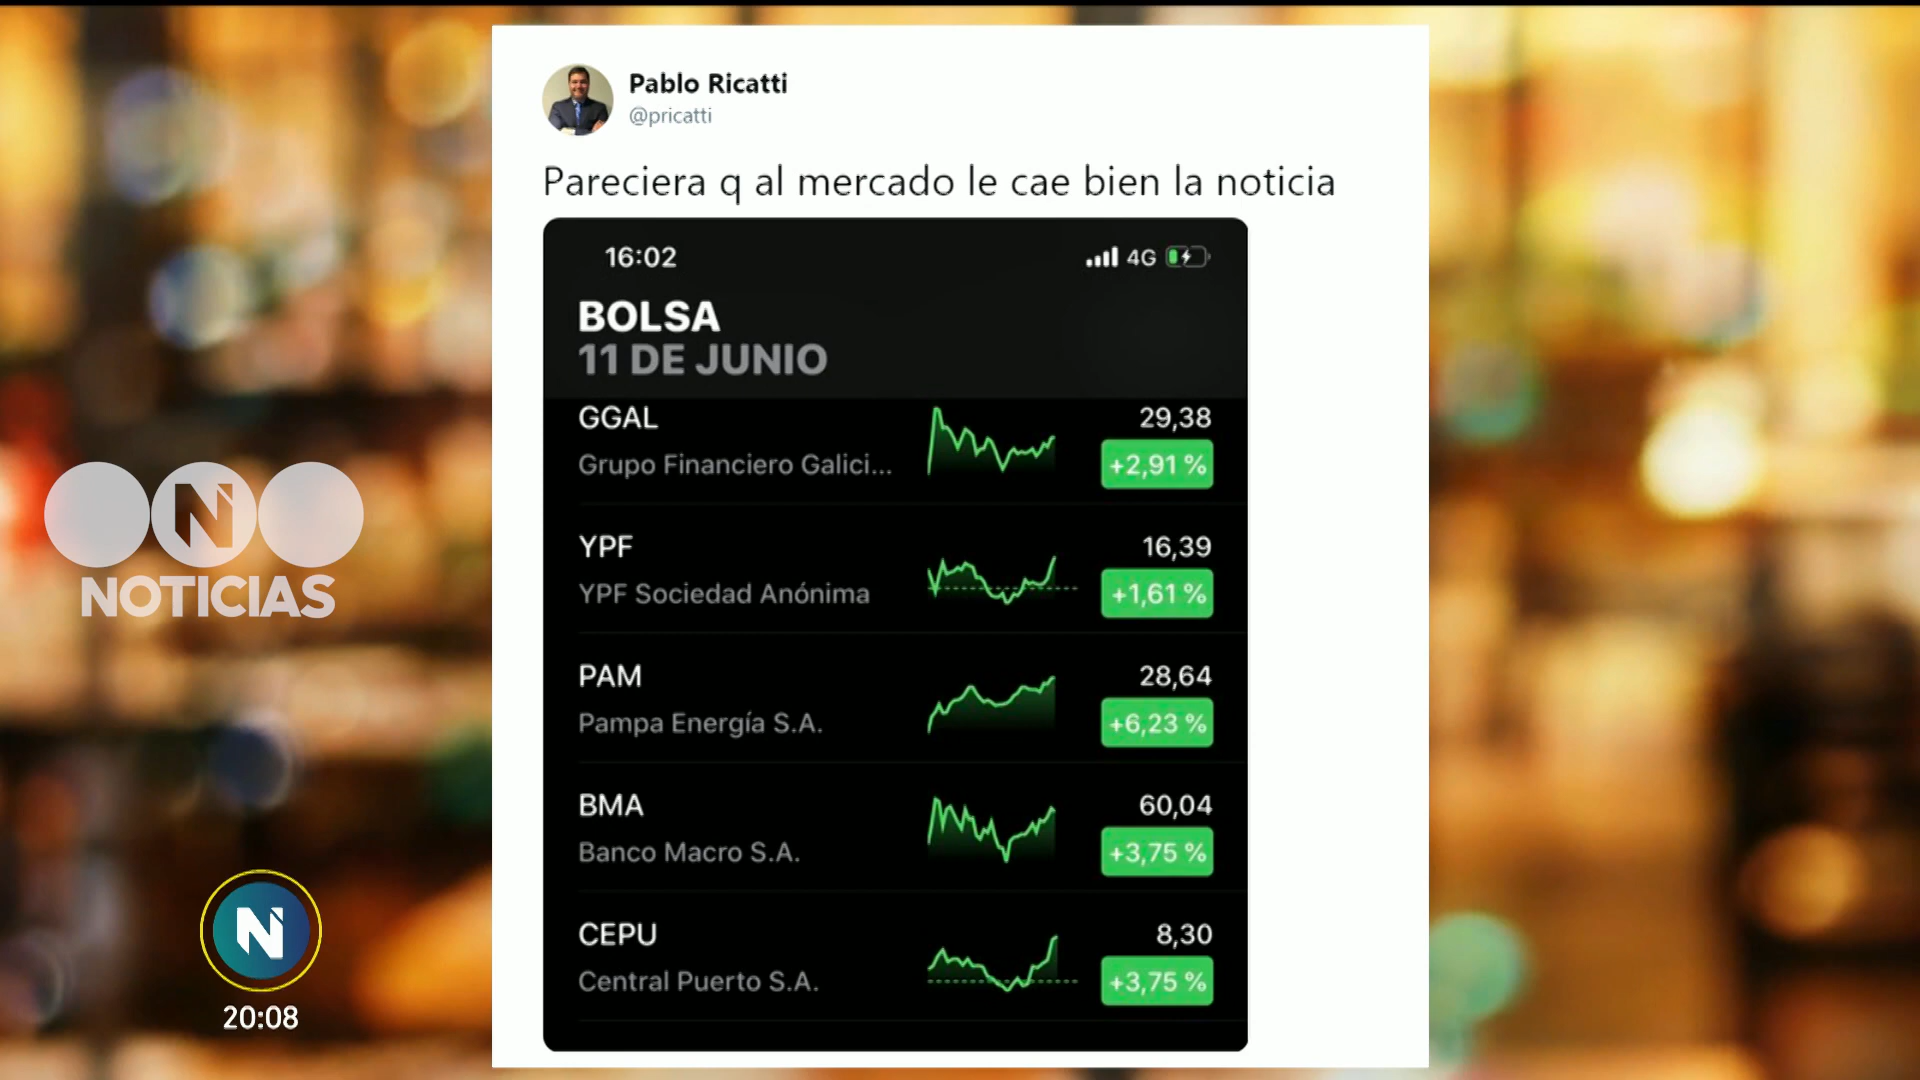 Pablo Ricatti
@pricatti
Pareciera q al mercado le cae bien la noticia
16:02
4G
BOLSA
11 DE JUNIO
GGAL
29,38
Grupo Financiero Galici...
+2,91 %
YPF
16,39
YPF Sociedad Anónima
+1,61 %
PAM
28,64
Pampa Energía S.A.
+6,23 %
BMA
60,04
Banco Macro S.A.
+3,75 %
CEPU
8,30
Central Puerto S.A.
+3,75 %
N
NOTICIAS
N
20:08